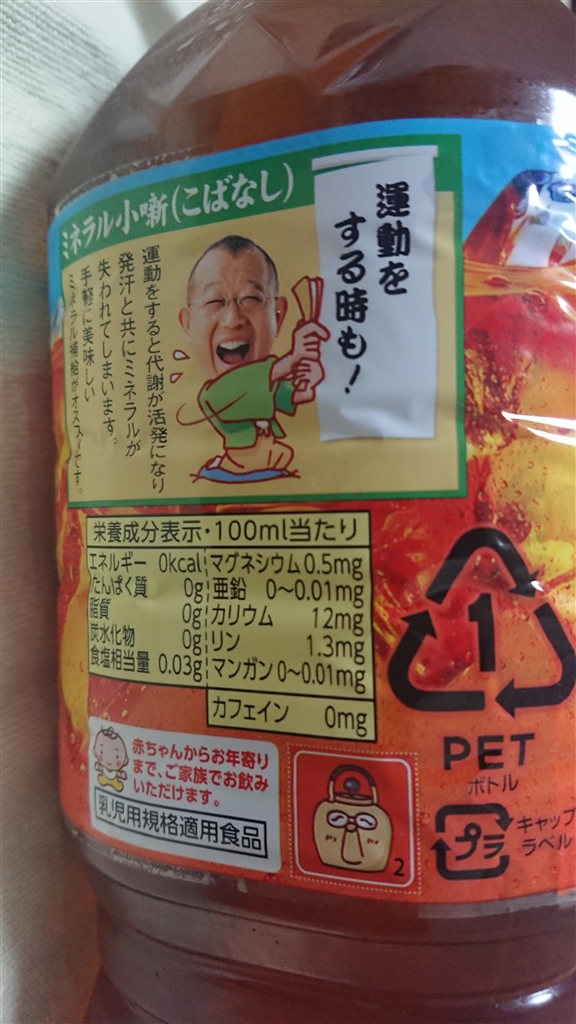 ミネラル小噺(こばなし)
運動を
する時も!
運動をすると代謝が活発になり
発汗と共にミネラルが
失われてしまいます。
手軽に美味しい
ミネラル補給がオススメです。
栄養成分表示・100ml当たり
エネルギー 0kcal
たんぱく質 0g
脂質 0g
炭水化物 0g
食塩相当量 0.03g
マグネシウム 0.5mg
亜鉛 0~0.01mg
カリウム 12mg
リン 1.3mg
マンガン 0~0.01mg
カフェイン 0mg
赤ちゃんからお年寄り
まで、ご家族でお飲み
いただけます。
乳児用規格適用食品
2
1
PET
ボトル
プラ
キャップ
ラベル